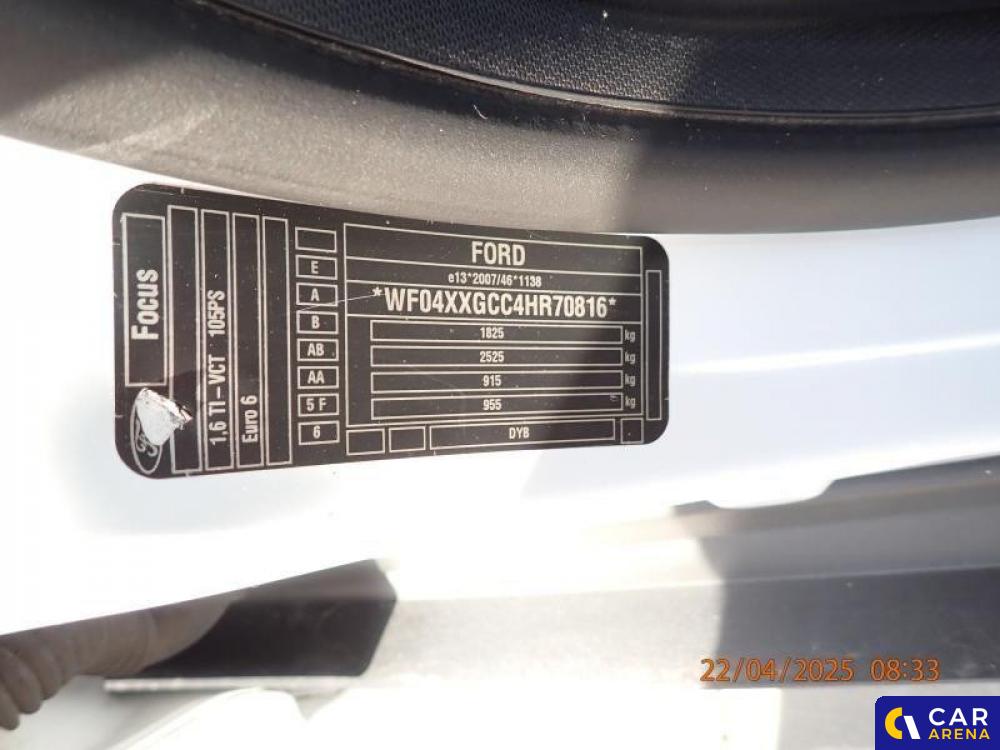 FORD
e13*2007/46*1138
*WF04XXGCC4HR70816*
1825 kg
2525 kg
915 kg
955 kg
DYB
E
A
B
AB
AA
5 F
6
Focus
1,6 TI-VCT 105PS
Euro 6
22/04/2025 08:33
CAR
ARENA